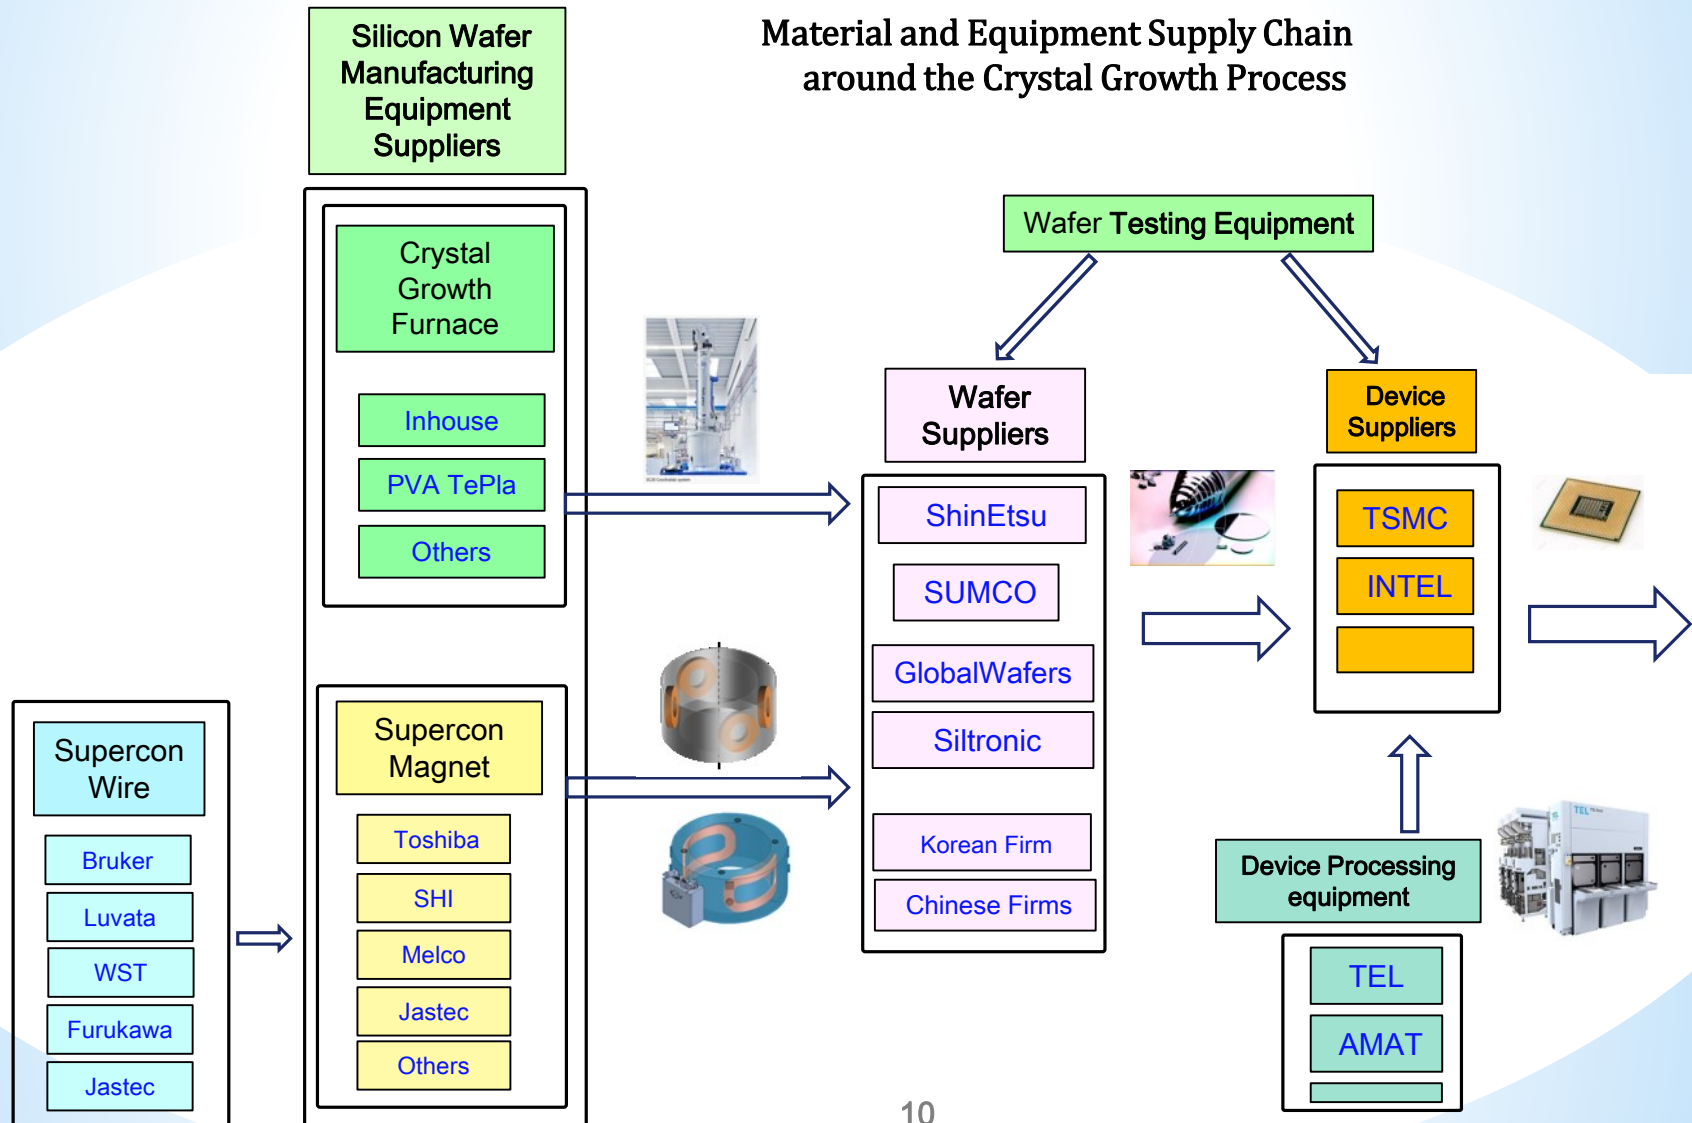 Material and Equipment Supply Chain
around the Crystal Growth Process
Silicon Wafer
Manufacturing
Equipment
Suppliers
Crystal
Growth
Furnace
Inhouse
PVA TePla
Others
Supercon
Wire
Bruker
Luvata
WST
Furukawa
Jastec
Supercon
Magnet
Toshiba
SHI
Melco
Jastec
Others
Wafer Testing Equipment
Wafer
Suppliers
ShinEtsu
SUMCO
GlobalWafers
Siltronic
Korean Firm
Chinese Firms
Device
Suppliers
TSMC
INTEL
Device Processing
equipment
TEL
AMAT
TEL
10